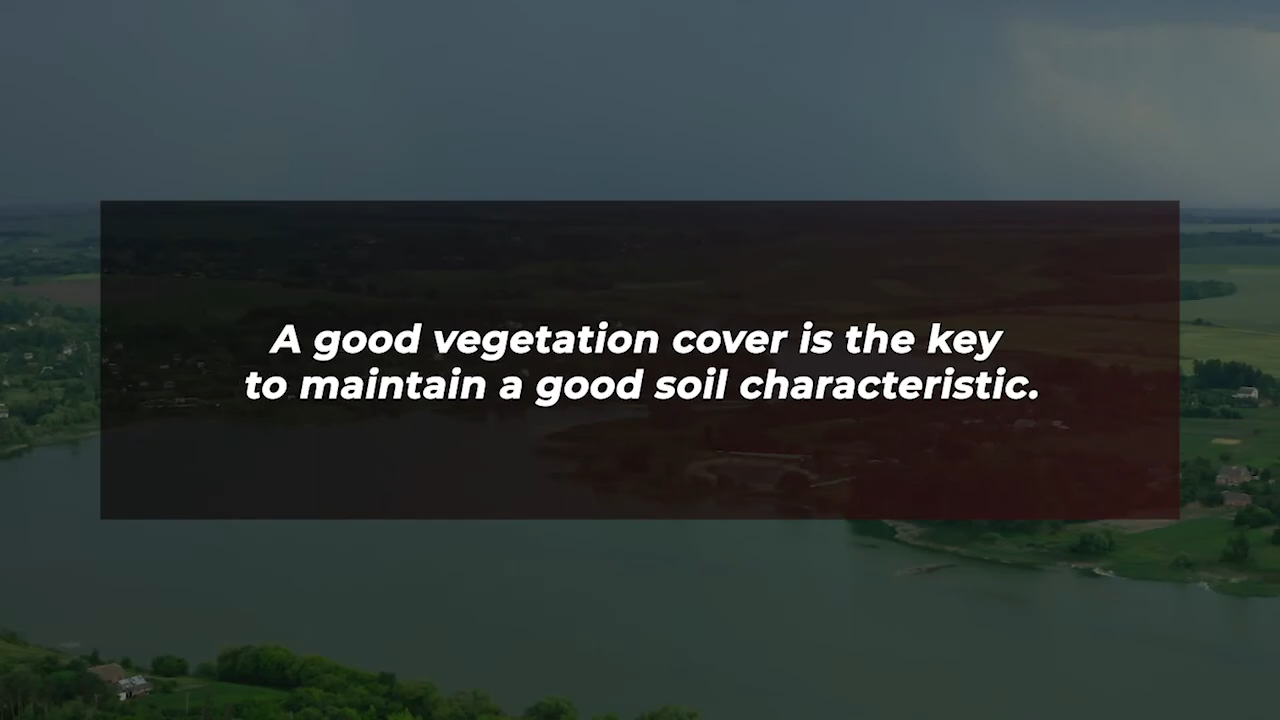 A good vegetation cover is the key
to maintain a good soil characteristic.